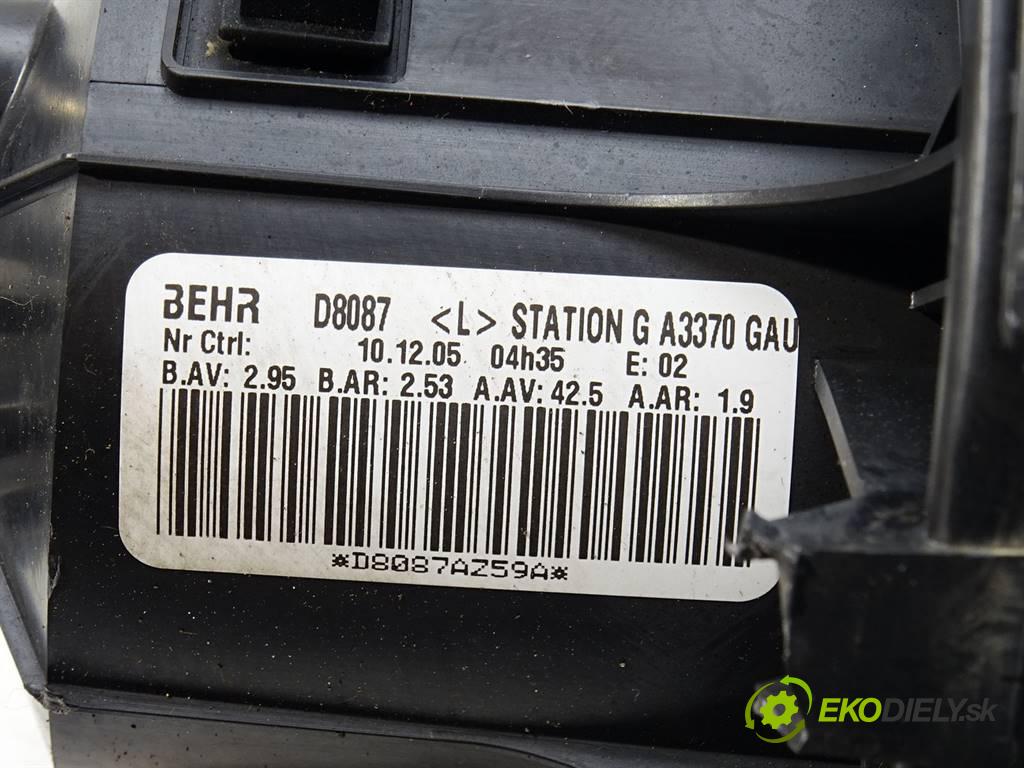 BEHR D8087 <L> STATION G A3370 GAU
Nr Ctrl: 10.12.05 04h35 E: 02
B.AV: 2.95 B.AR: 2.53 A.AV: 42.5 A.AR: 1.9
*D8087AZ59A*
EKODIELY.sk